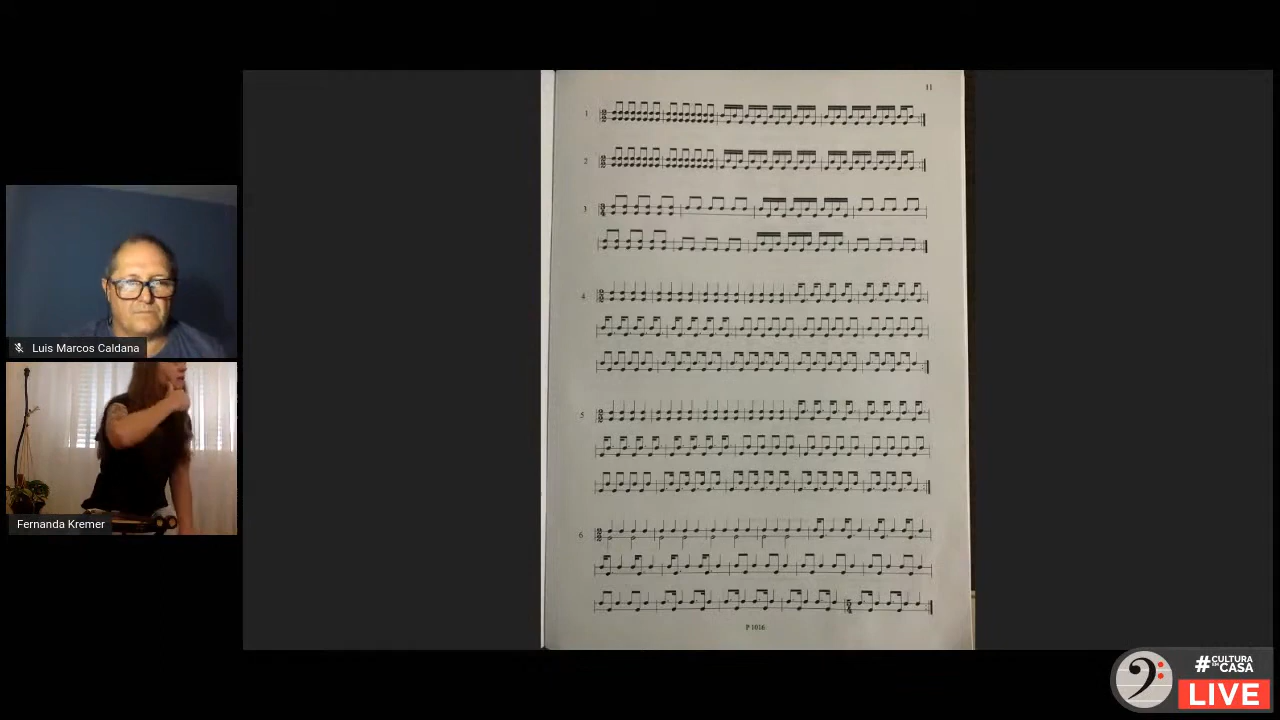 11
1
2
3
4
5
6
P 1016
Luis Marcos Caldana
Fernanda Kremer
#CULTURA
EM CASA
LIVE